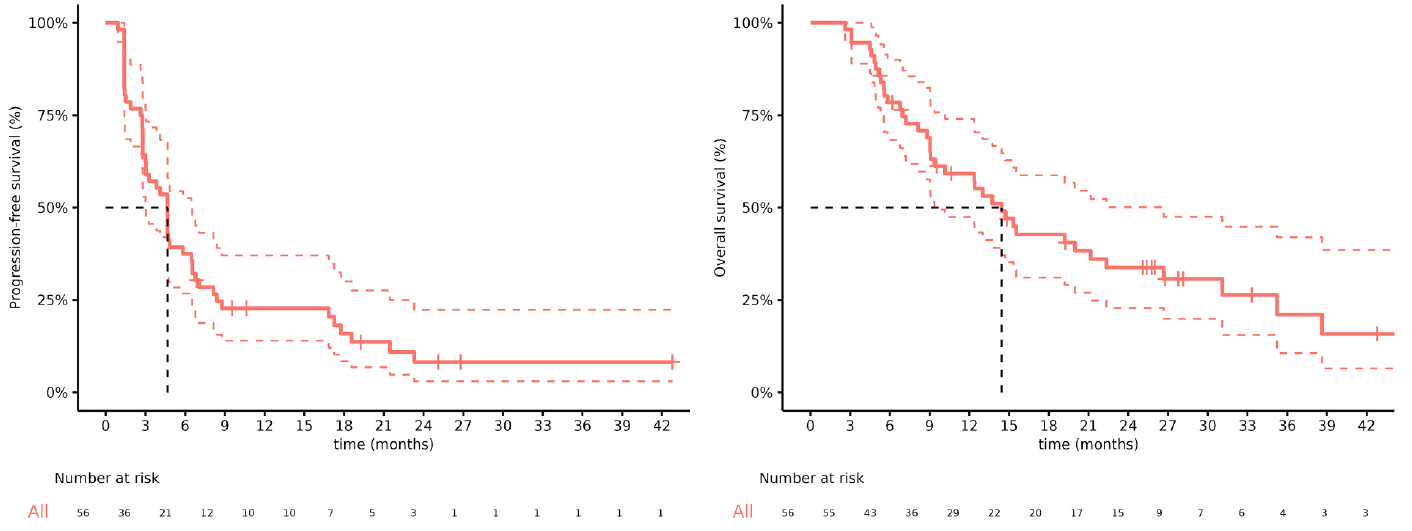 Progression-free survival (%)
100%
75%
50%
25%
0%
0 3 6 9 12 15 18 21 24 27 30 33 36 39 42
time (months)
Number at risk
All 56 36 21 12 10 10 7 5 3 1 1 1 1 1 1
Overall survival (%)
100%
75%
50%
25%
0%
0 3 6 9 12 15 18 21 24 27 30 33 36 39 42
time (months)
Number at risk
All 56 55 43 36 29 22 20 17 15 9 7 6 4 3 3